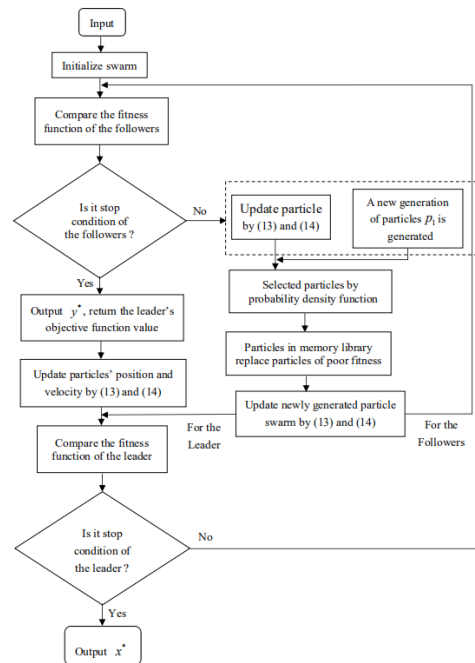 Input
Initialize swarm
Compare the fitness
function of the followers
Is it stop
condition of
the followers ?
No
Update particle
by (13) and (14)
A new generation
of particles p₁ is
generated
Yes
Selected particles by
probability density function
Output y*, return the leader's
objective function value
Particles in memory library
replace particles of poor fitness
Update particles' position and
velocity by (13) and (14)
Update newly generated particle
swarm by (13) and (14)
For the
Leader
For the
Followers
Compare the fitness
function of the leader
Is it stop
condition of
the leader ?
No
Yes
Output x*